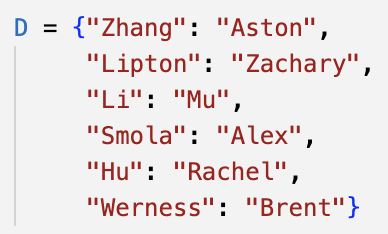 D = {"Zhang": "Aston",
"Lipton": "Zachary",
"Li": "Mu",
"Smola": "Alex",
"Hu": "Rachel",
"Werness": "Brent"}